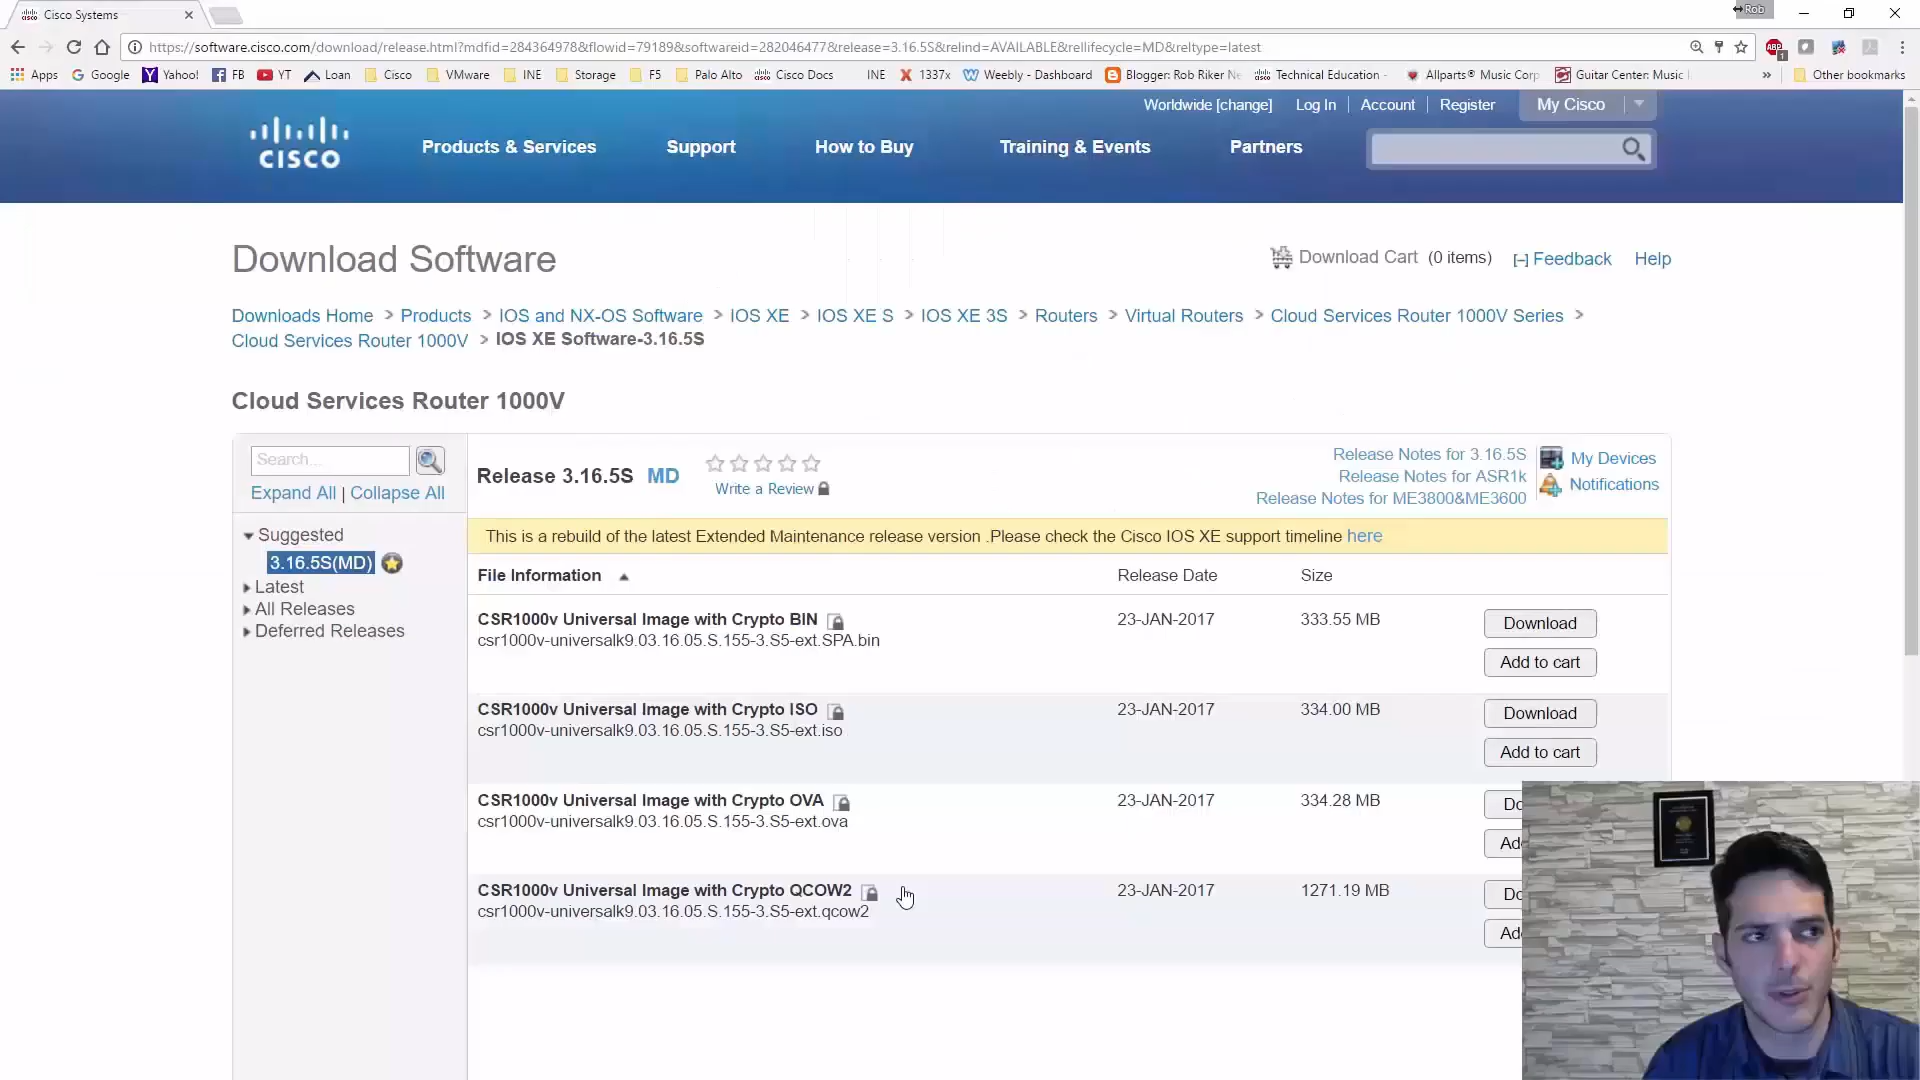 Cisco Systems
Rob
https://software.cisco.com/download/release.html?mdfid=284364978&flowid=79189&softwareid=282046477&release=3.16.5S&relind=AVAILABLE&rellifecycle=MD&reltype=latest
Apps Google Yahoo! FB YT Loan Cisco VMware INE Storage F5 Palo Alto Cisco Docs INE 1337x Weebly - Dashboard Blogger: Rob Riker Ne Technical Education - Allparts® Music Corp Guitar Center: Music » Other bookmarks
Worldwide [change] Log In Account Register My Cisco
CISCO Products & Services Support How to Buy Training & Events Partners
Download Software
Download Cart (0 items) [–] Feedback Help
Downloads Home > Products > IOS and NX-OS Software > IOS XE > IOS XE S > IOS XE 3S > Routers > Virtual Routers > Cloud Services Router 1000V Series >
Cloud Services Router 1000V > IOS XE Software-3.16.5S
Cloud Services Router 1000V
Search...
Expand All | Collapse All
Suggested
3.16.5S(MD)
Latest
All Releases
Deferred Releases
Release 3.16.5S MD
Write a Review
Release Notes for 3.16.5S
Release Notes for ASR1k
Release Notes for ME3800&ME3600
My Devices
Notifications
This is a rebuild of the latest Extended Maintenance release version .Please check the Cisco IOS XE support timeline here
File Information Release Date Size
CSR1000v Universal Image with Crypto BIN 23-JAN-2017 333.55 MB Download
csr1000v-universalk9.03.16.05.S.155-3.S5-ext.SPA.bin
Add to cart
CSR1000v Universal Image with Crypto ISO 23-JAN-2017 334.00 MB Download
csr1000v-universalk9.03.16.05.S.155-3.S5-ext.iso
Add to cart
CSR1000v Universal Image with Crypto OVA 23-JAN-2017 334.28 MB Do
csr1000v-universalk9.03.16.05.S.155-3.S5-ext.ova
Ad
CSR1000v Universal Image with Crypto QCOW2 23-JAN-2017 1271.19 MB Do
csr1000v-universalk9.03.16.05.S.155-3.S5-ext.qcow2
Ad